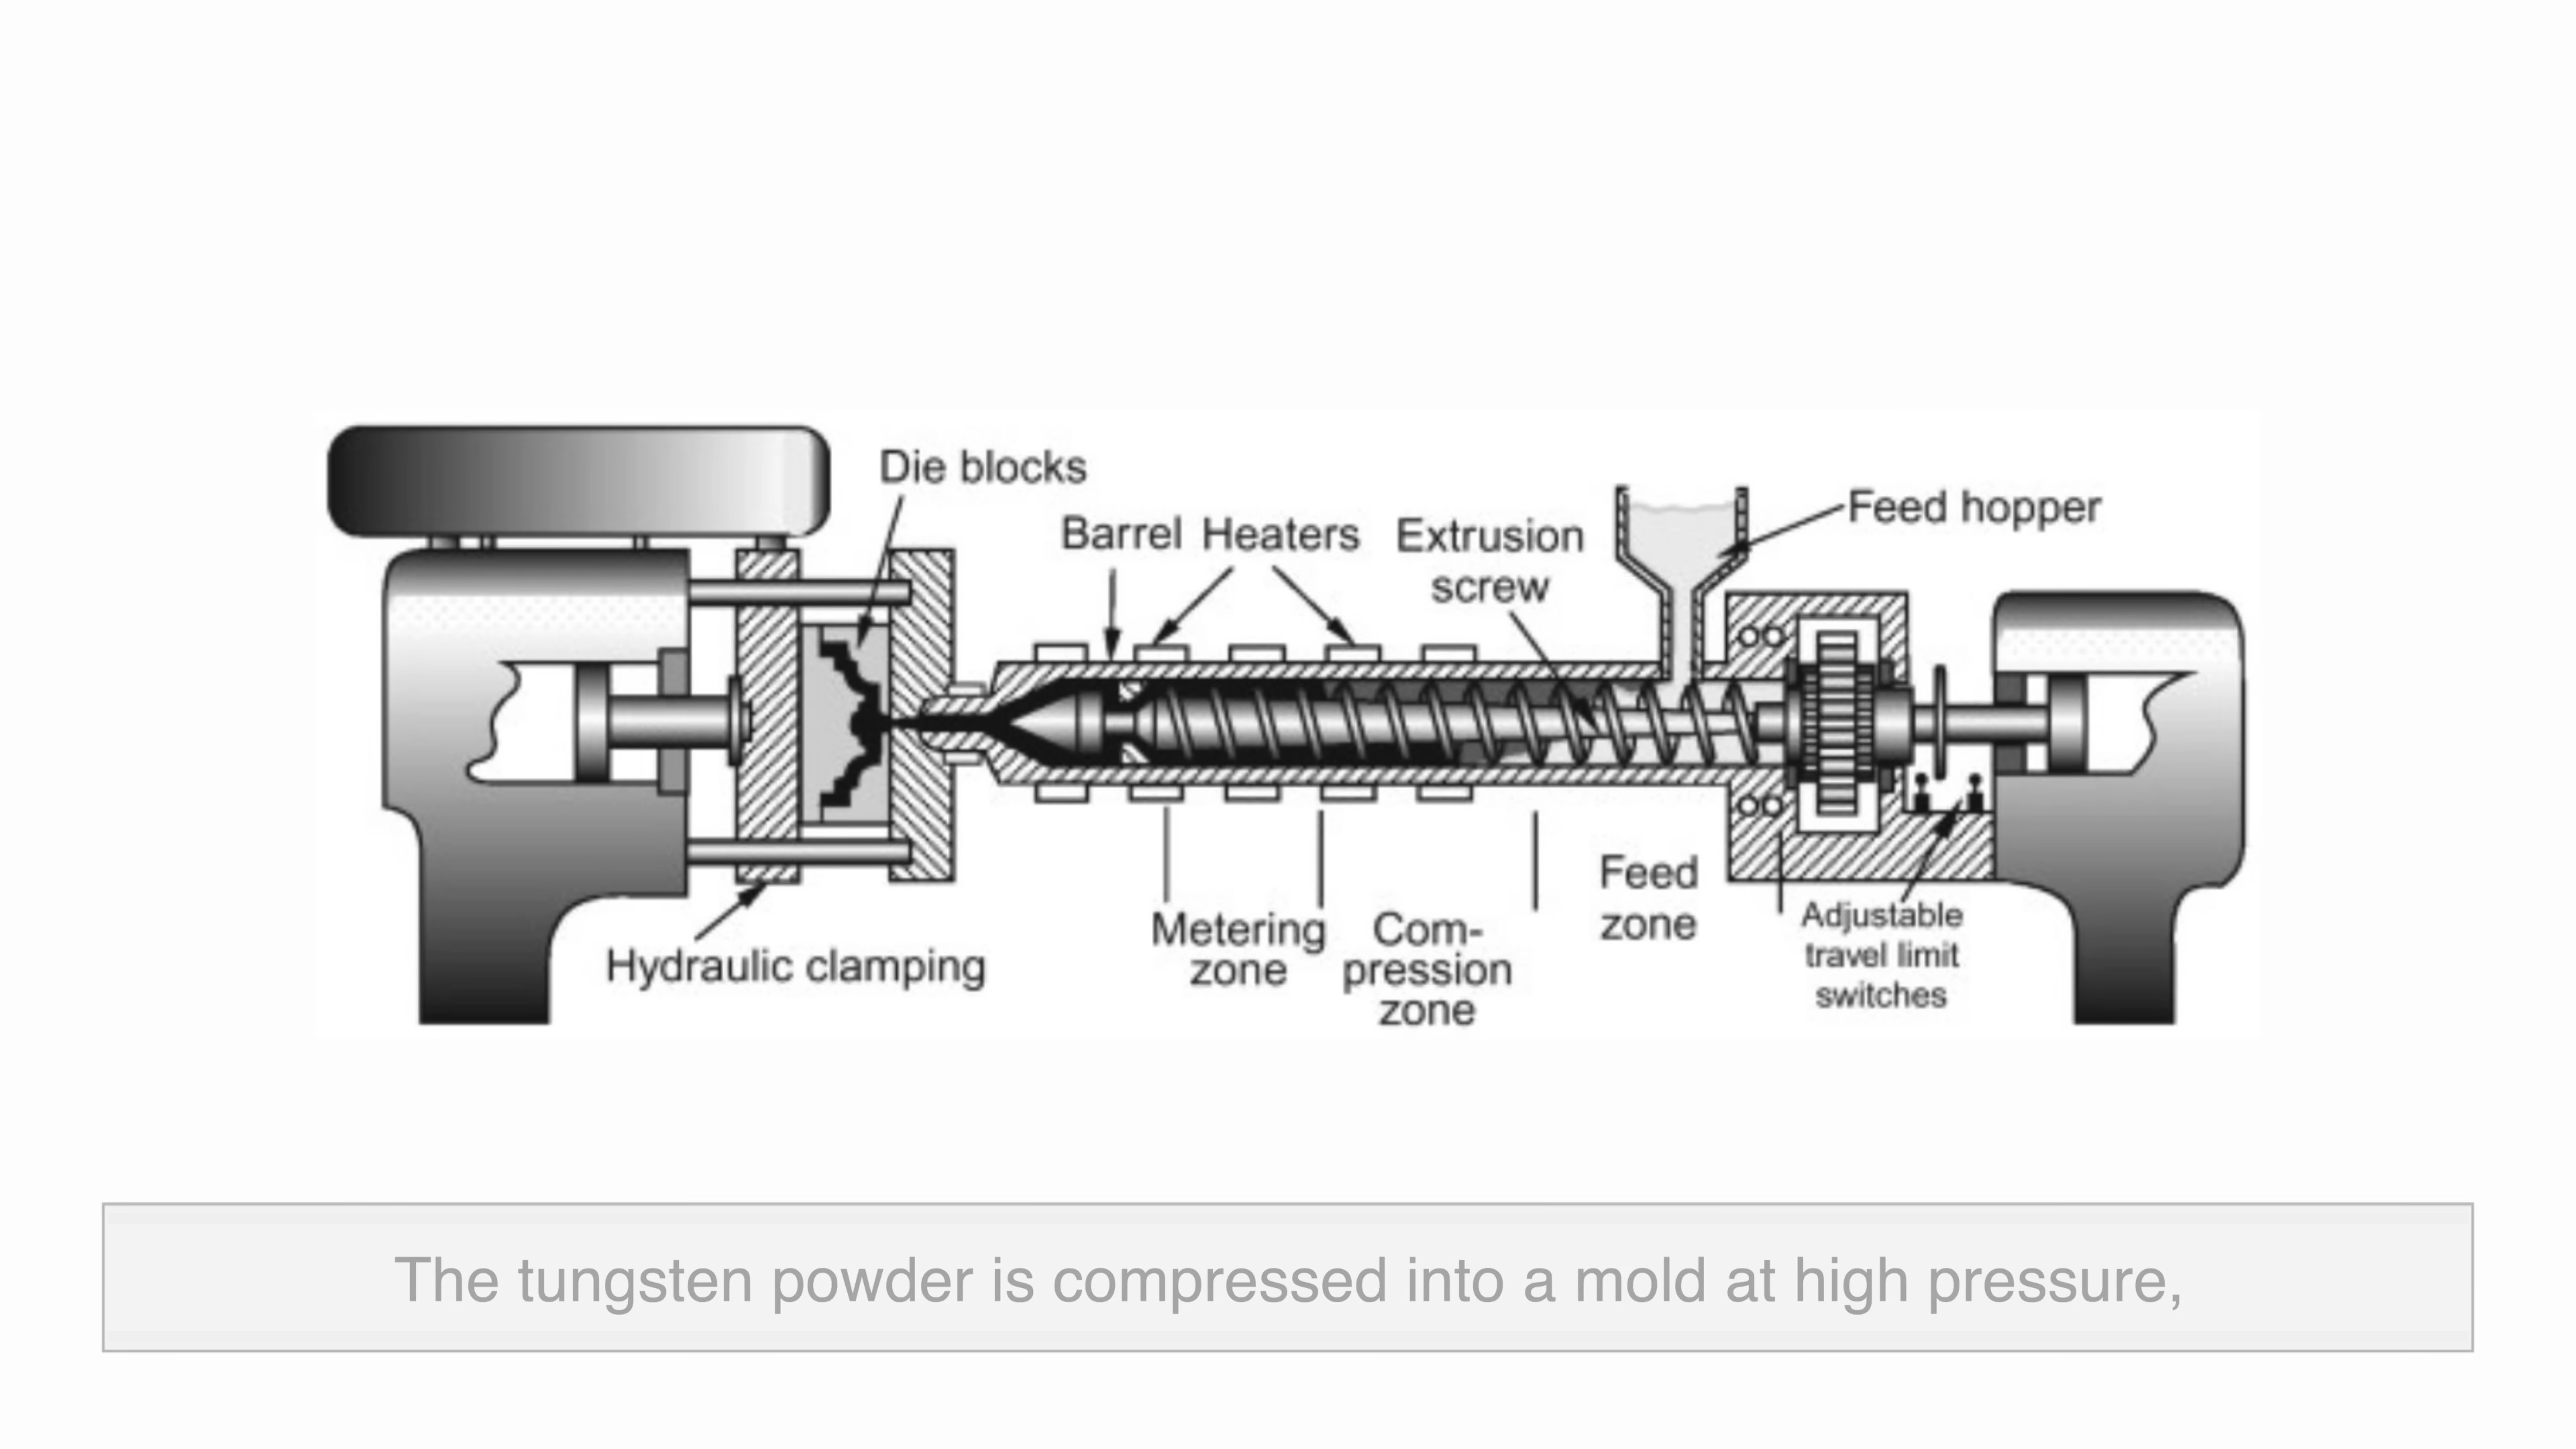 Die blocks
Barrel
Heaters
Extrusion
screw
Feed hopper
Hydraulic clamping
Metering
zone
Com-
pression
zone
Feed
zone
Adjustable
travel limit
switches
The tungsten powder is compressed into a mold at high pressure,